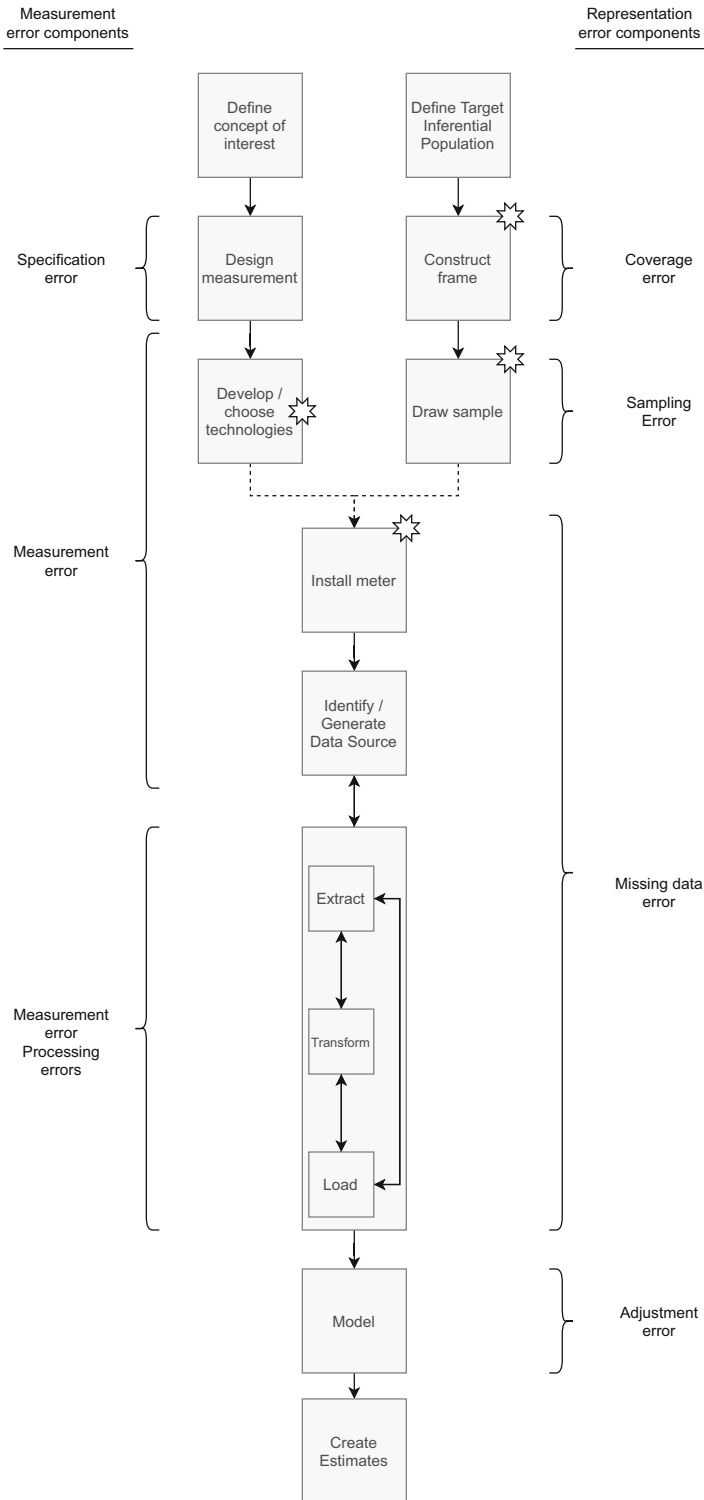 Measurement
error components
Representation
error components
Define
concept of
interest
Define Target
Inferential
Population
Specification
error
Design
measurement
Construct
frame
Coverage
error
Develop /
choose
technologies
Draw sample
Sampling
Error
Measurement
error
Install meter
Identify /
Generate
Data Source
Missing data
error
Measurement
error
Processing
errors
Extract
Transform
Load
Model
Adjustment
error
Create
Estimates